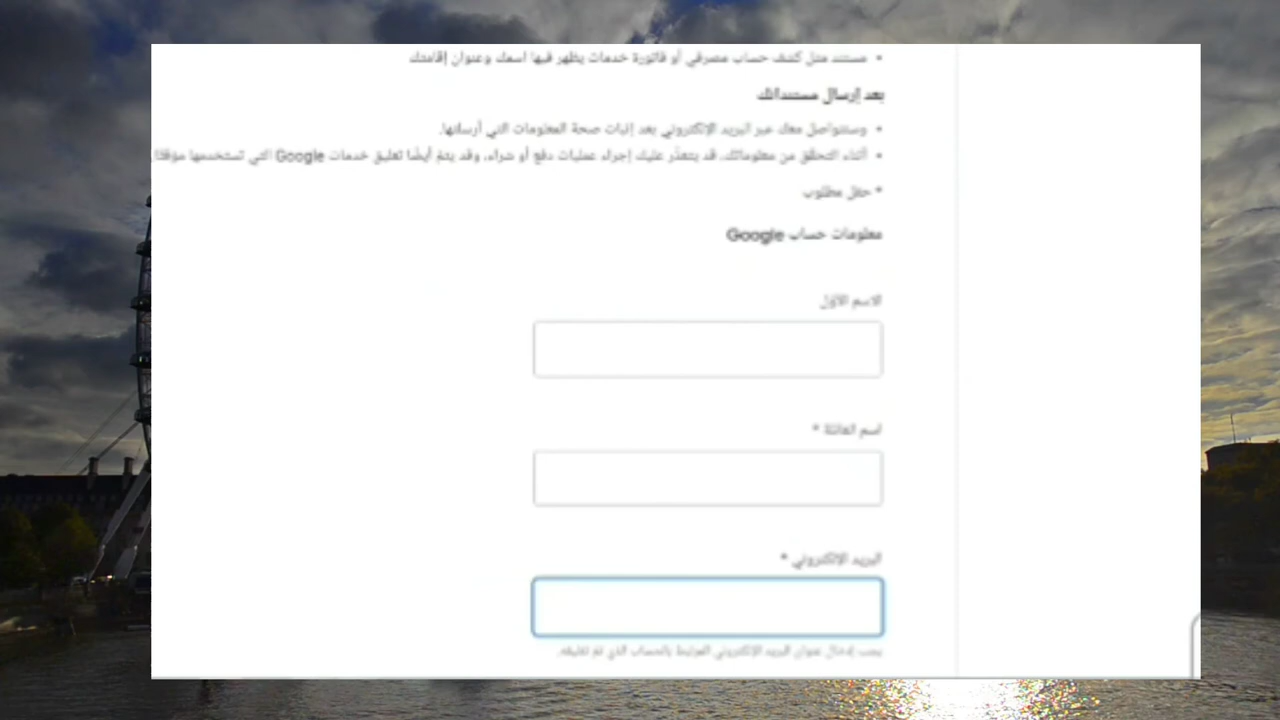 • مستند مثل كشف حساب مصرفي أو فاتورة خدمات يظهر فيها اسمك وعنوان إقامتك
بعد إرسال مستنداتك
• وسنتواصل معك عبر البريد الإلكتروني بعد إثبات صحة المعلومات التي أرسلتها.
• أثناء التحقق من معلوماتك، قد يتعذّر عليك إجراء عمليات دفع أو شراء، وقد يتمّ أيضًا تعليق خدمات Google التي تستخدمها مؤقتًا
* حقل مطلوب
معلومات حساب Google
الاسم الأوّل
اسم العائلة *
البريد الإلكتروني *
يجب إدخال عنوان البريد الإلكتروني المرتبط بالحساب الذي تم تعليقه.